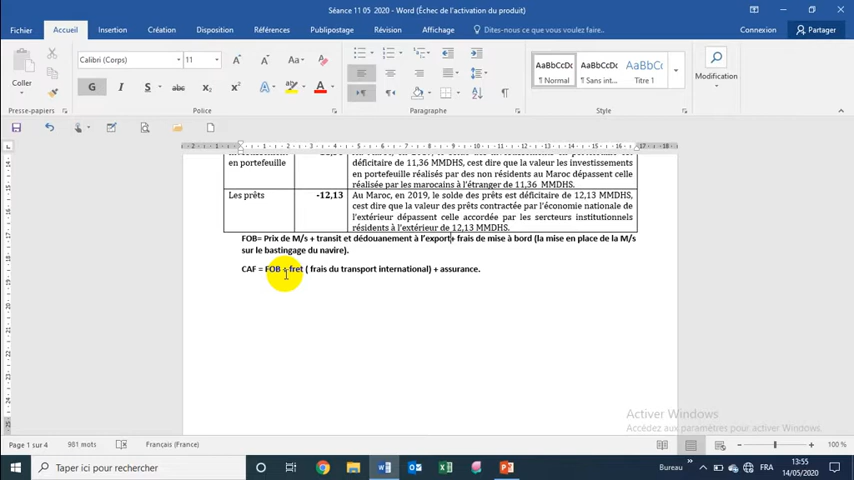 Séance 11 05 2020 - Word (Échec de l'activation du produit)
Fichier Accueil Insertion Création Disposition Références Publipostage Révision Affichage Dites-nous ce que vous voulez faire... Connexion Partager
Coller
Calibri (Corps) 11
G I S abc x₂ x²
AaBbCcDc AaBbCcDc AaBbCcD
¶ Normal ¶ Sans int... Titre 1
Modification
Presse-papiers Police Paragraphe Style
en portefeuille
déficitaire de 11,36 MMDHS, cest dire que la valeur les investissements
en portefeuille réalisés par des non résidents au Maroc dépassent celle
réalisée par les marocains à l'étranger de 11,36 MMDHS.
Les prêts -12,13 Au Maroc, en 2019, le solde des prêts est déficitaire de 12,13 MMDHS,
cest dire que la valeur des prêts contractée par l'économie nationale de
l'extérieur dépassent celle accordée par les sercteurs institutionnels
résidents à l'extérieur de 12,13 MMDHS.
FOB= Prix de M/s + transit et dédouanement à l'export+ frais de mise à bord (la mise en place de la M/s
sur le bastingage du navire).
CAF = FOB + fret ( frais du transport international) + assurance.
Activer Windows
Accédez aux paramètres pour activer Windows.
Page 1 sur 4 981 mots Français (France) 100 %
Taper ici pour rechercher
Bureau FRA 13:55
14/05/2020